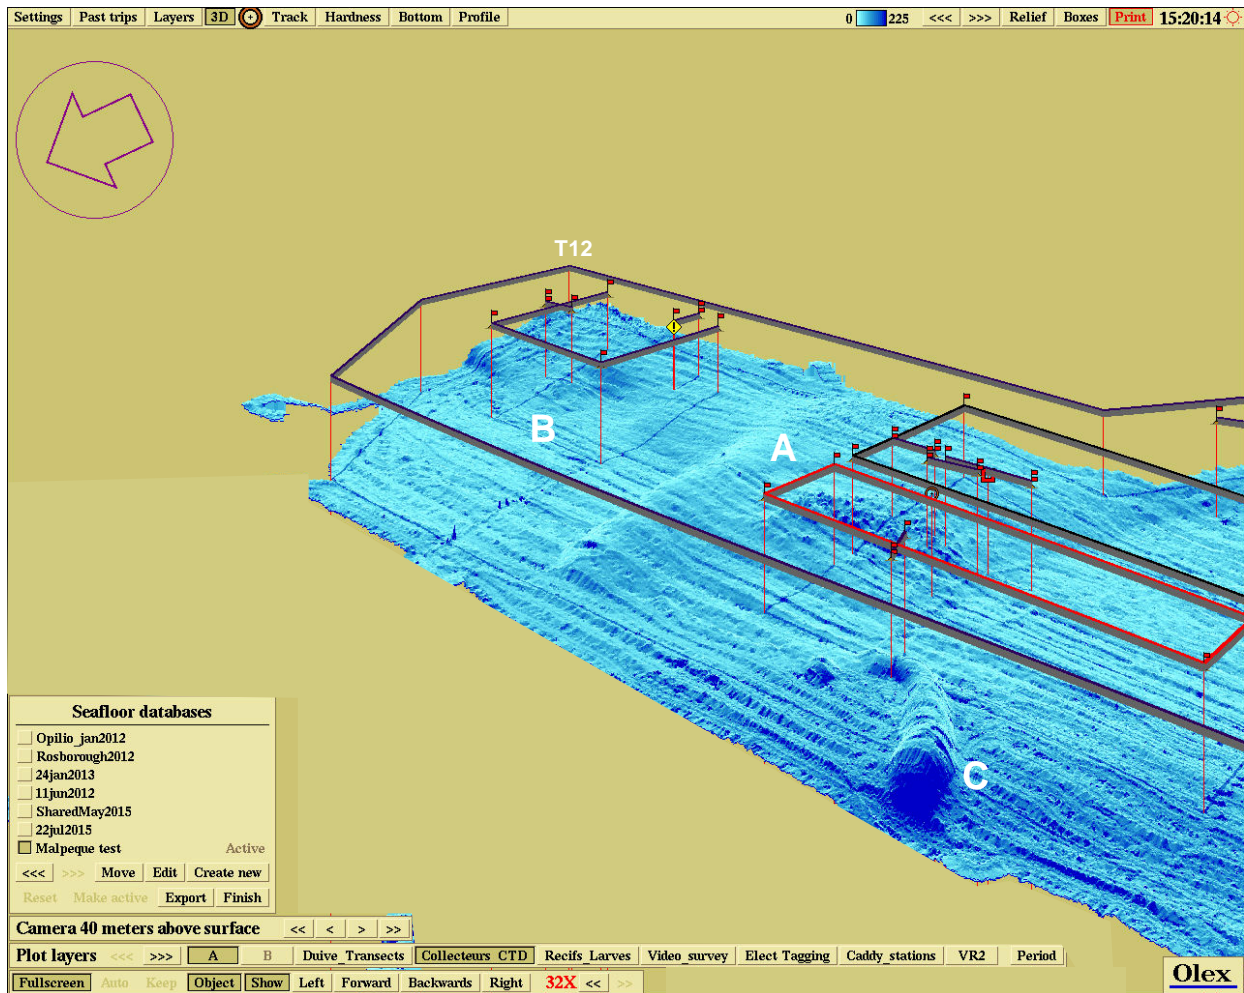 Settings Past trips Layers 3D Track Hardness Bottom Profile 0 225 <<< >>> Relief Boxes Print 15:20:14
T12
B
A
C
Seafloor databases
Opilio_jan2012
Rosborough2012
24jan2013
11jun2012
SharedMay2015
22jul2015
Malpeque test Active
<<< >>> Move Edit Create new
Reset Make active Export Finish
Camera 40 meters above surface << < > >>
Plot layers <<< >>> A B Duive_Transects Collecteurs CTD Recifs_Larves Video_survey Elect Tagging Caddy_stations VR2 Period
Fullscreen Auto Keep Object Show Left Forward Backwards Right 32X << >>
Olex